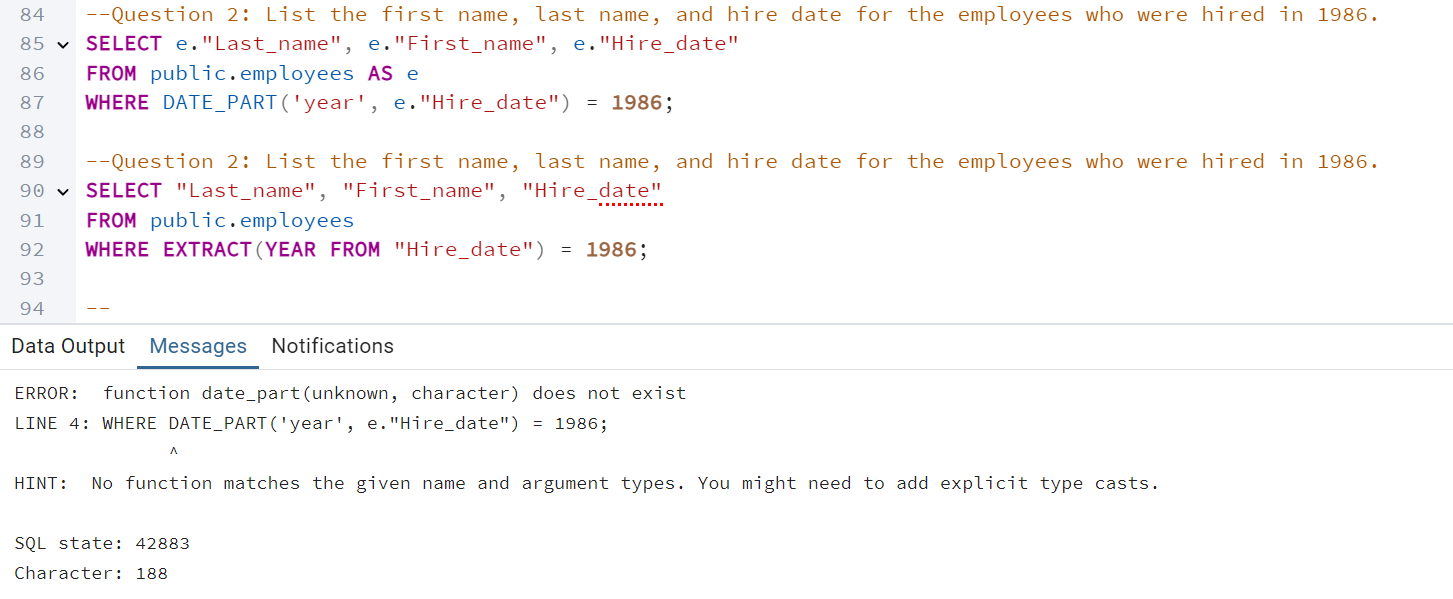 84 --Question 2: List the first name, last name, and hire date for the employees who were hired in 1986.
85 SELECT e."Last_name", e."First_name", e."Hire_date"
86 FROM public.employees AS e
87 WHERE DATE_PART('year', e."Hire_date") = 1986;
88
89 --Question 2: List the first name, last name, and hire date for the employees who were hired in 1986.
90 SELECT "Last_name", "First_name", "Hire_date"
91 FROM public.employees
92 WHERE EXTRACT(YEAR FROM "Hire_date") = 1986;
93
94 --
Data Output Messages Notifications
ERROR:  function date_part(unknown, character) does not exist
LINE 4: WHERE DATE_PART('year', e."Hire_date") = 1986;
^
HINT:  No function matches the given name and argument types. You might need to add explicit type casts.
SQL state: 42883
Character: 188